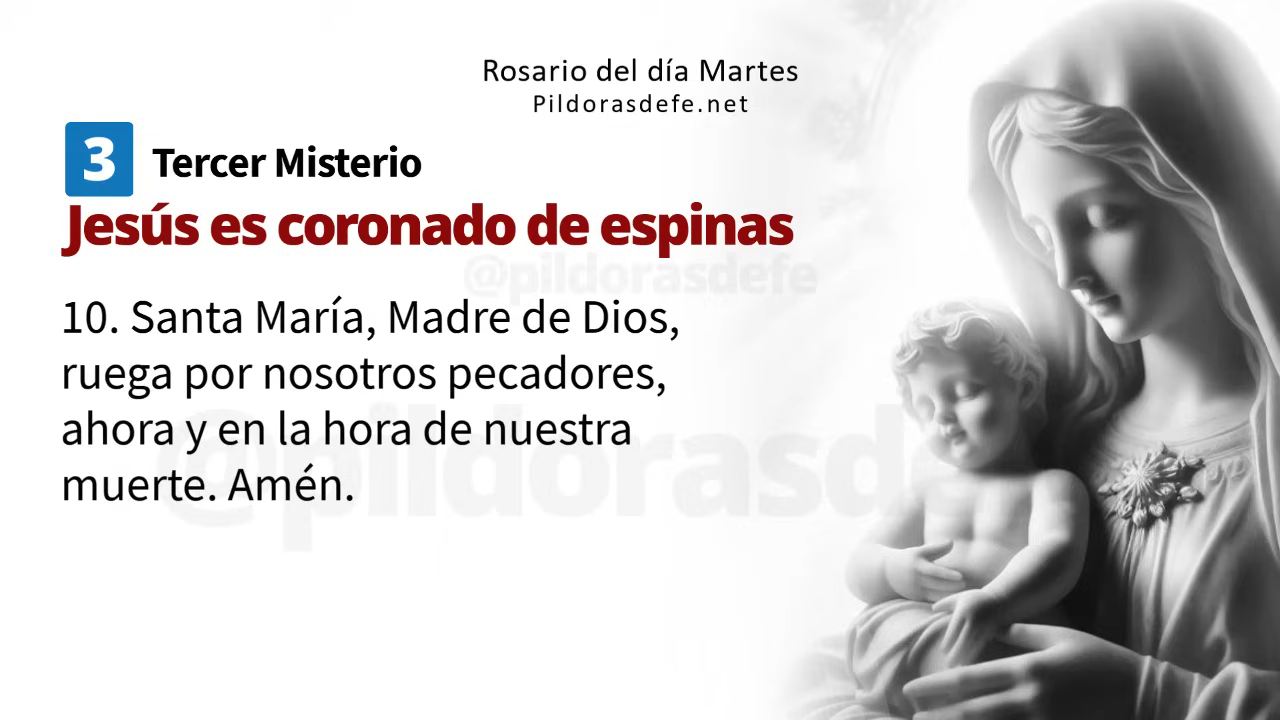 Rosario del día Martes
Pildorasdefe.net
3 Tercer Misterio
Jesús es coronado de espinas
@pildorasdefe
10. Santa María, Madre de Dios,
ruega por nosotros pecadores,
ahora y en la hora de nuestra
muerte. Amén.
@pildorasdefe